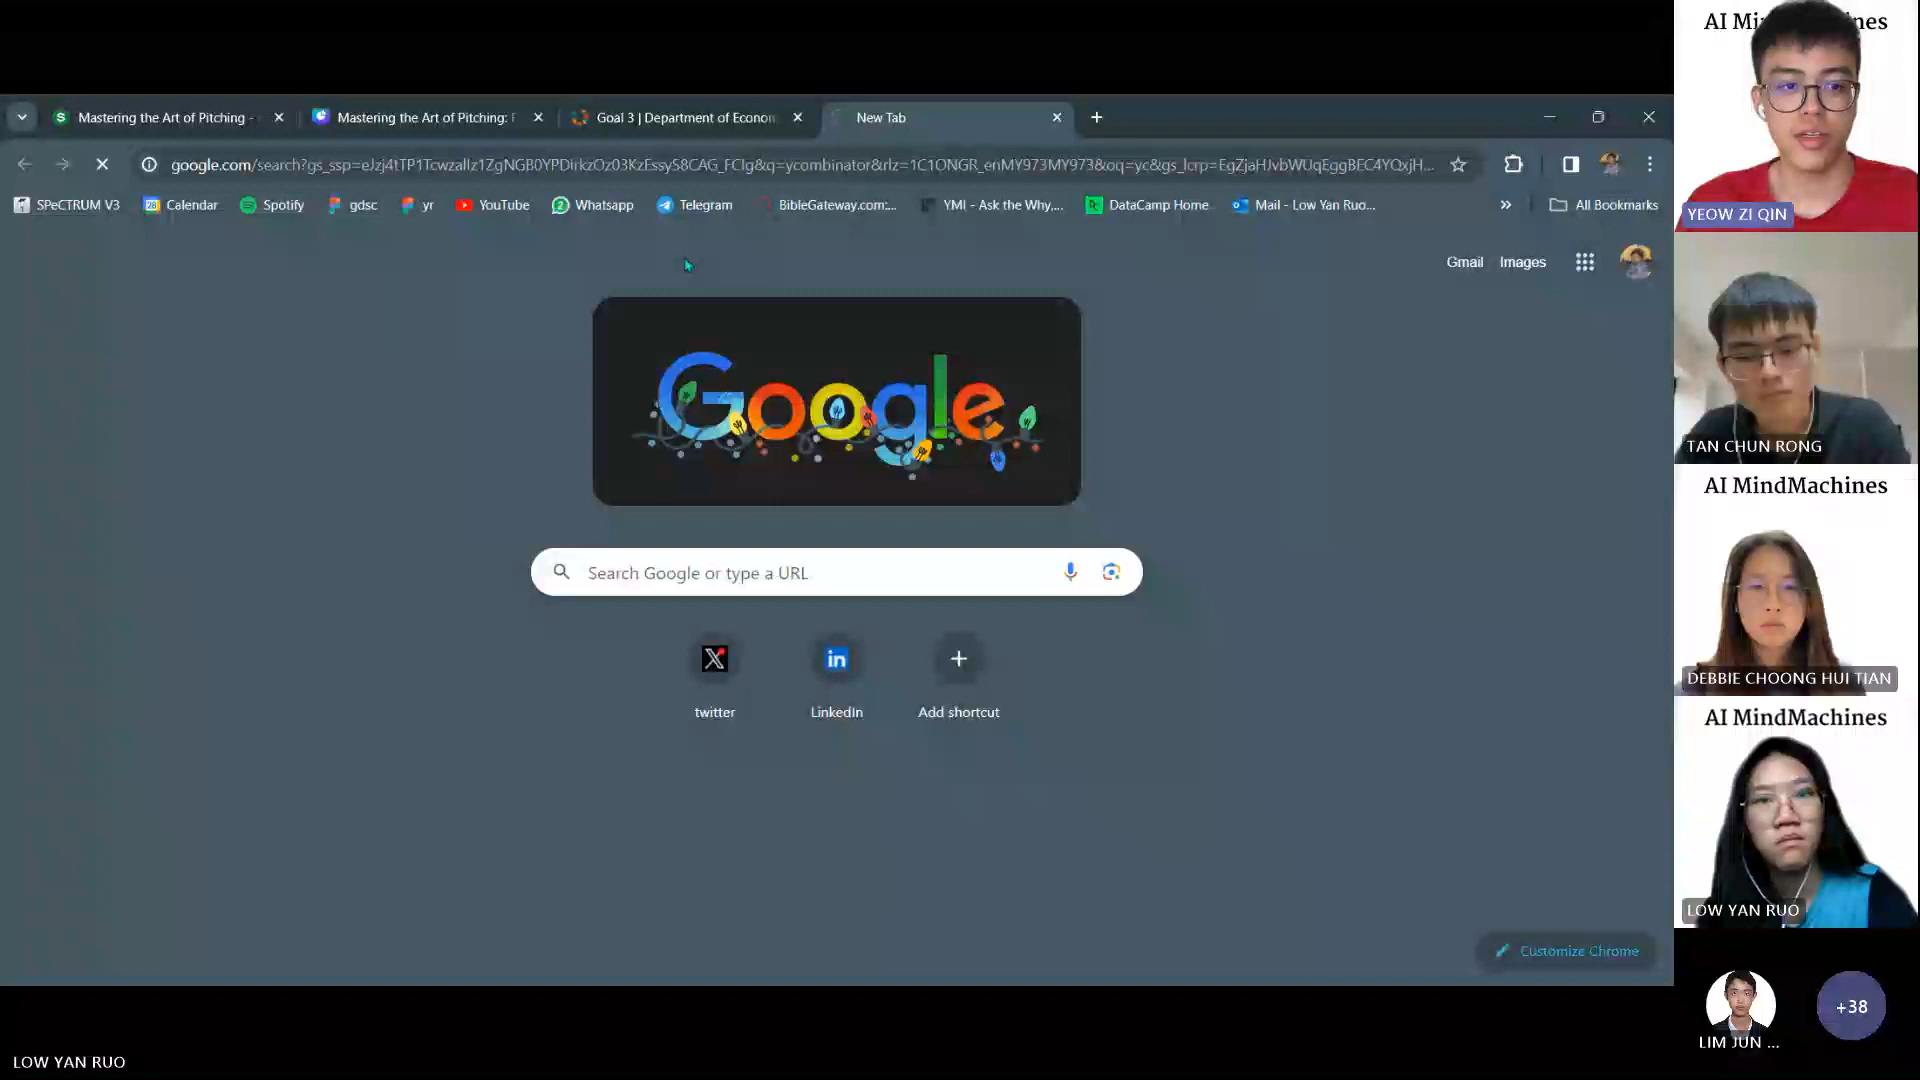 Mastering the Art of Pitching -
Mastering the Art of Pitching:
Goal 3 | Department of Econo
New Tab
google.com/search?
&q=ycombinator&rlz=1C1ONGR_enMY973MY973&oq=yc&gs_lcrp=
SPeCTRUM V3
28
Calendar
Spotify
gdsc
yr
YouTube
2
Whatsapp
Telegram
BibleGateway.com:...
YMI - Ask the Why,...
DataCamp Home
Mail - Low Yan Ruo...
»
All Bookmarks
Gmail
Images
Google
Search Google or type a URL
X
in
twitter
LinkedIn
Add shortcut
Customize Chrome
LOW YAN RUO
AI Mi
nes
YEOW ZI QIN
TAN CHUN RONG
AI MindMachines
DEBBIE CHOONG HUI TIAN
AI MindMachines
LOW YAN RUO
LIM JUN ...
+38